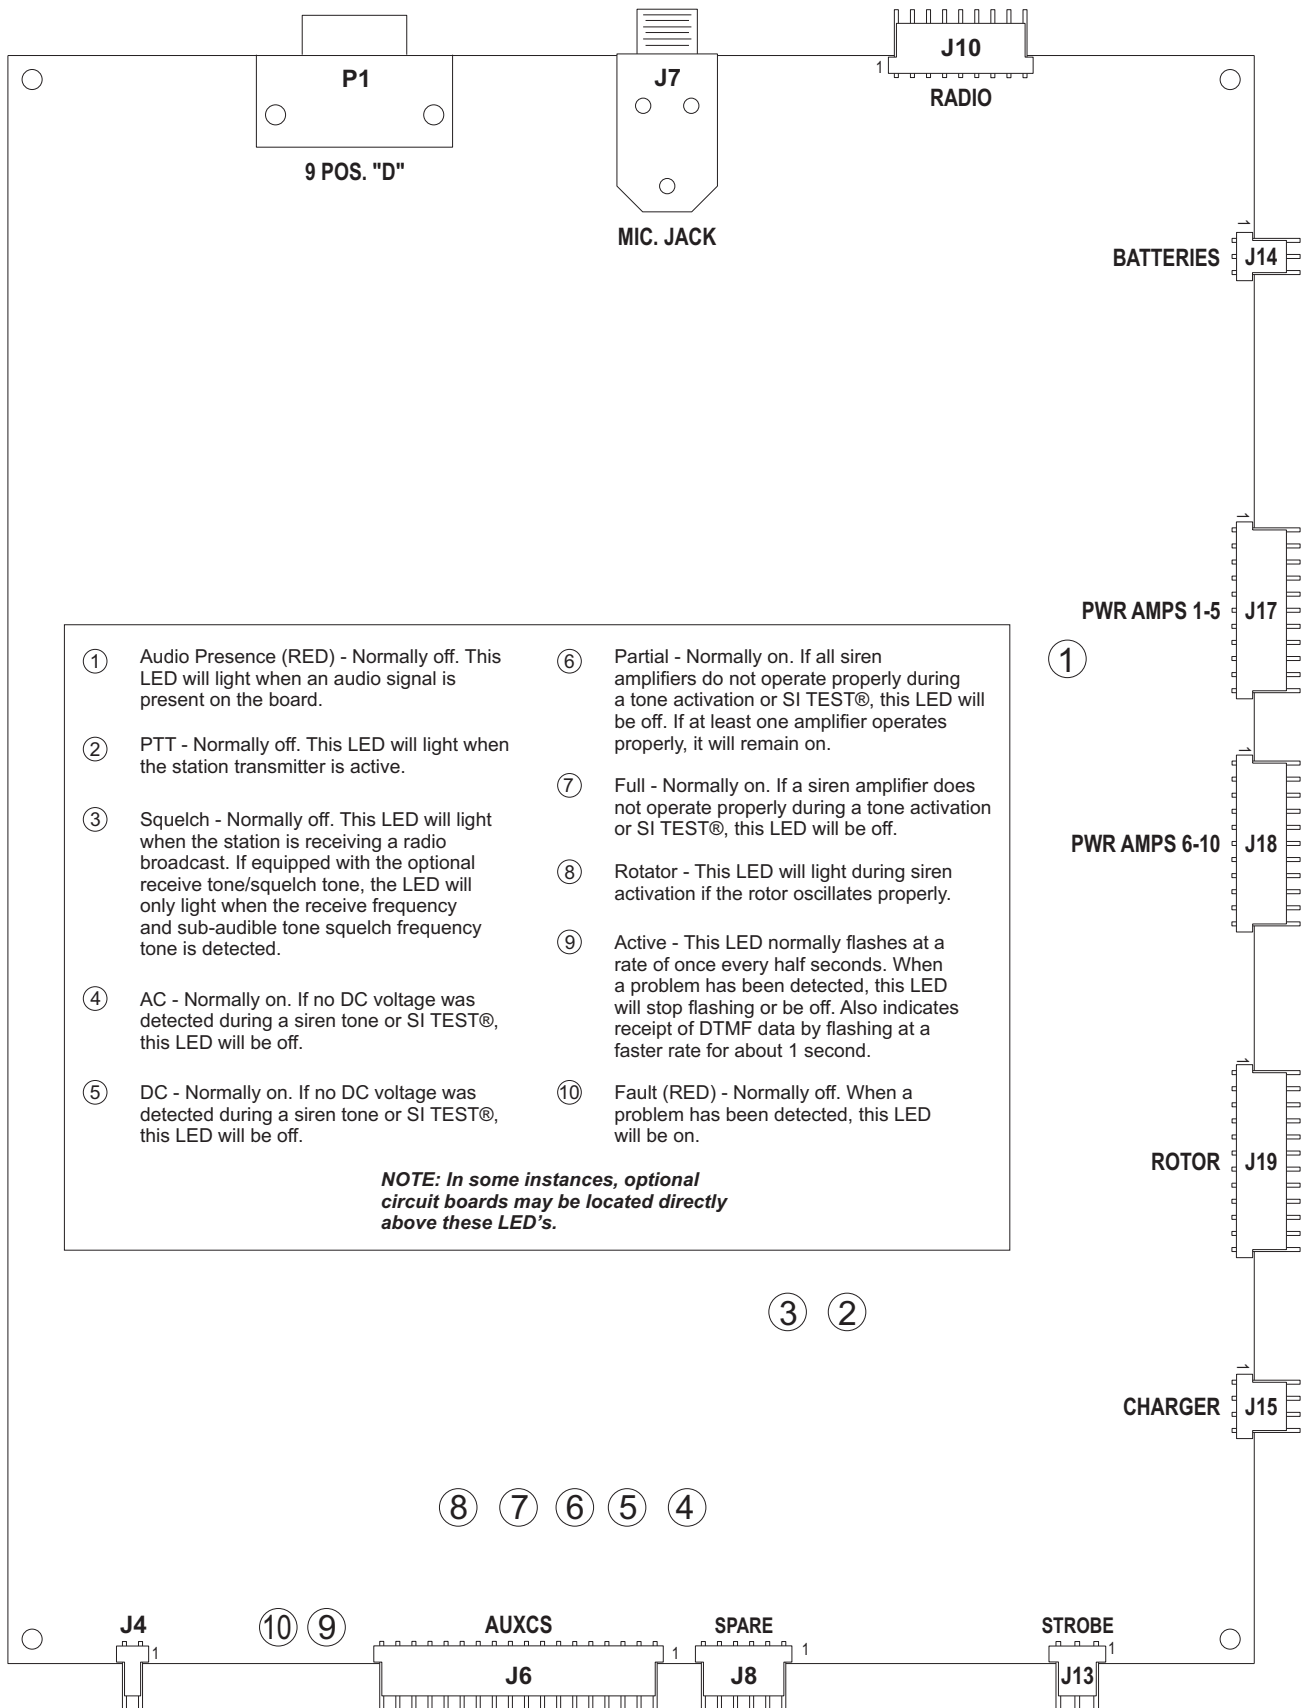 P1
9 POS. "D"
J7
MIC. JACK
J10
1
RADIO
1
BATTERIES J14
1
PWR AMPS 1-5 J17
1
1
PWR AMPS 6-10 J18
1 Audio Presence (RED) - Normally off. This
LED will light when an audio signal is
present on the board.
2 PTT - Normally off. This LED will light when
the station transmitter is active.
3 Squelch - Normally off. This LED will light
when the station is receiving a radio
broadcast. If equipped with the optional
receive tone/squelch tone, the LED will
only light when the receive frequency
and sub-audible tone squelch frequency
tone is detected.
4 AC - Normally on. If no DC voltage was
detected during a siren tone or SI TEST®,
this LED will be off.
5 DC - Normally on. If no DC voltage was
detected during a siren tone or SI TEST®,
this LED will be off.
6 Partial - Normally on. If all siren
amplifiers do not operate properly during
a tone activation or SI TEST®, this LED will
be off. If at least one amplifier operates
properly, it will remain on.
7 Full - Normally on. If a siren amplifier does
not operate properly during a tone activation
or SI TEST®, this LED will be off.
8 Rotator - This LED will light during siren
activation if the rotor oscillates properly.
9 Active - This LED normally flashes at a
rate of once every half seconds. When
a problem has been detected, this LED
will stop flashing or be off. Also indicates
receipt of DTMF data by flashing at a
faster rate for about 1 second.
10 Fault (RED) - Normally off. When a
problem has been detected, this LED
will be on.
NOTE: In some instances, optional
circuit boards may be located directly
above these LED's.
1
ROTOR J19
3 2
1
CHARGER J15
8 7 6 5 4
J4
1
10 9
AUXCS
1
J6
SPARE
1
J8
STROBE
1
J13